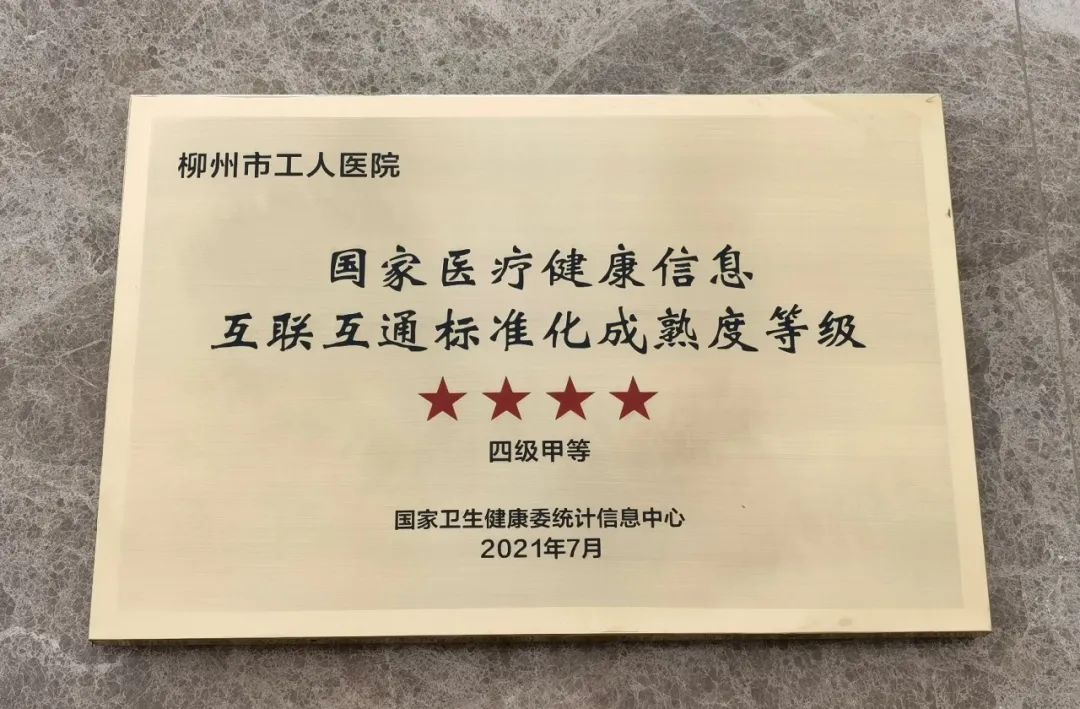 柳州市工人医院
国家医疗健康信息
互联互通标准化成熟度等级
★★★★
四级甲等
国家卫生健康委统计信息中心
2021年7月